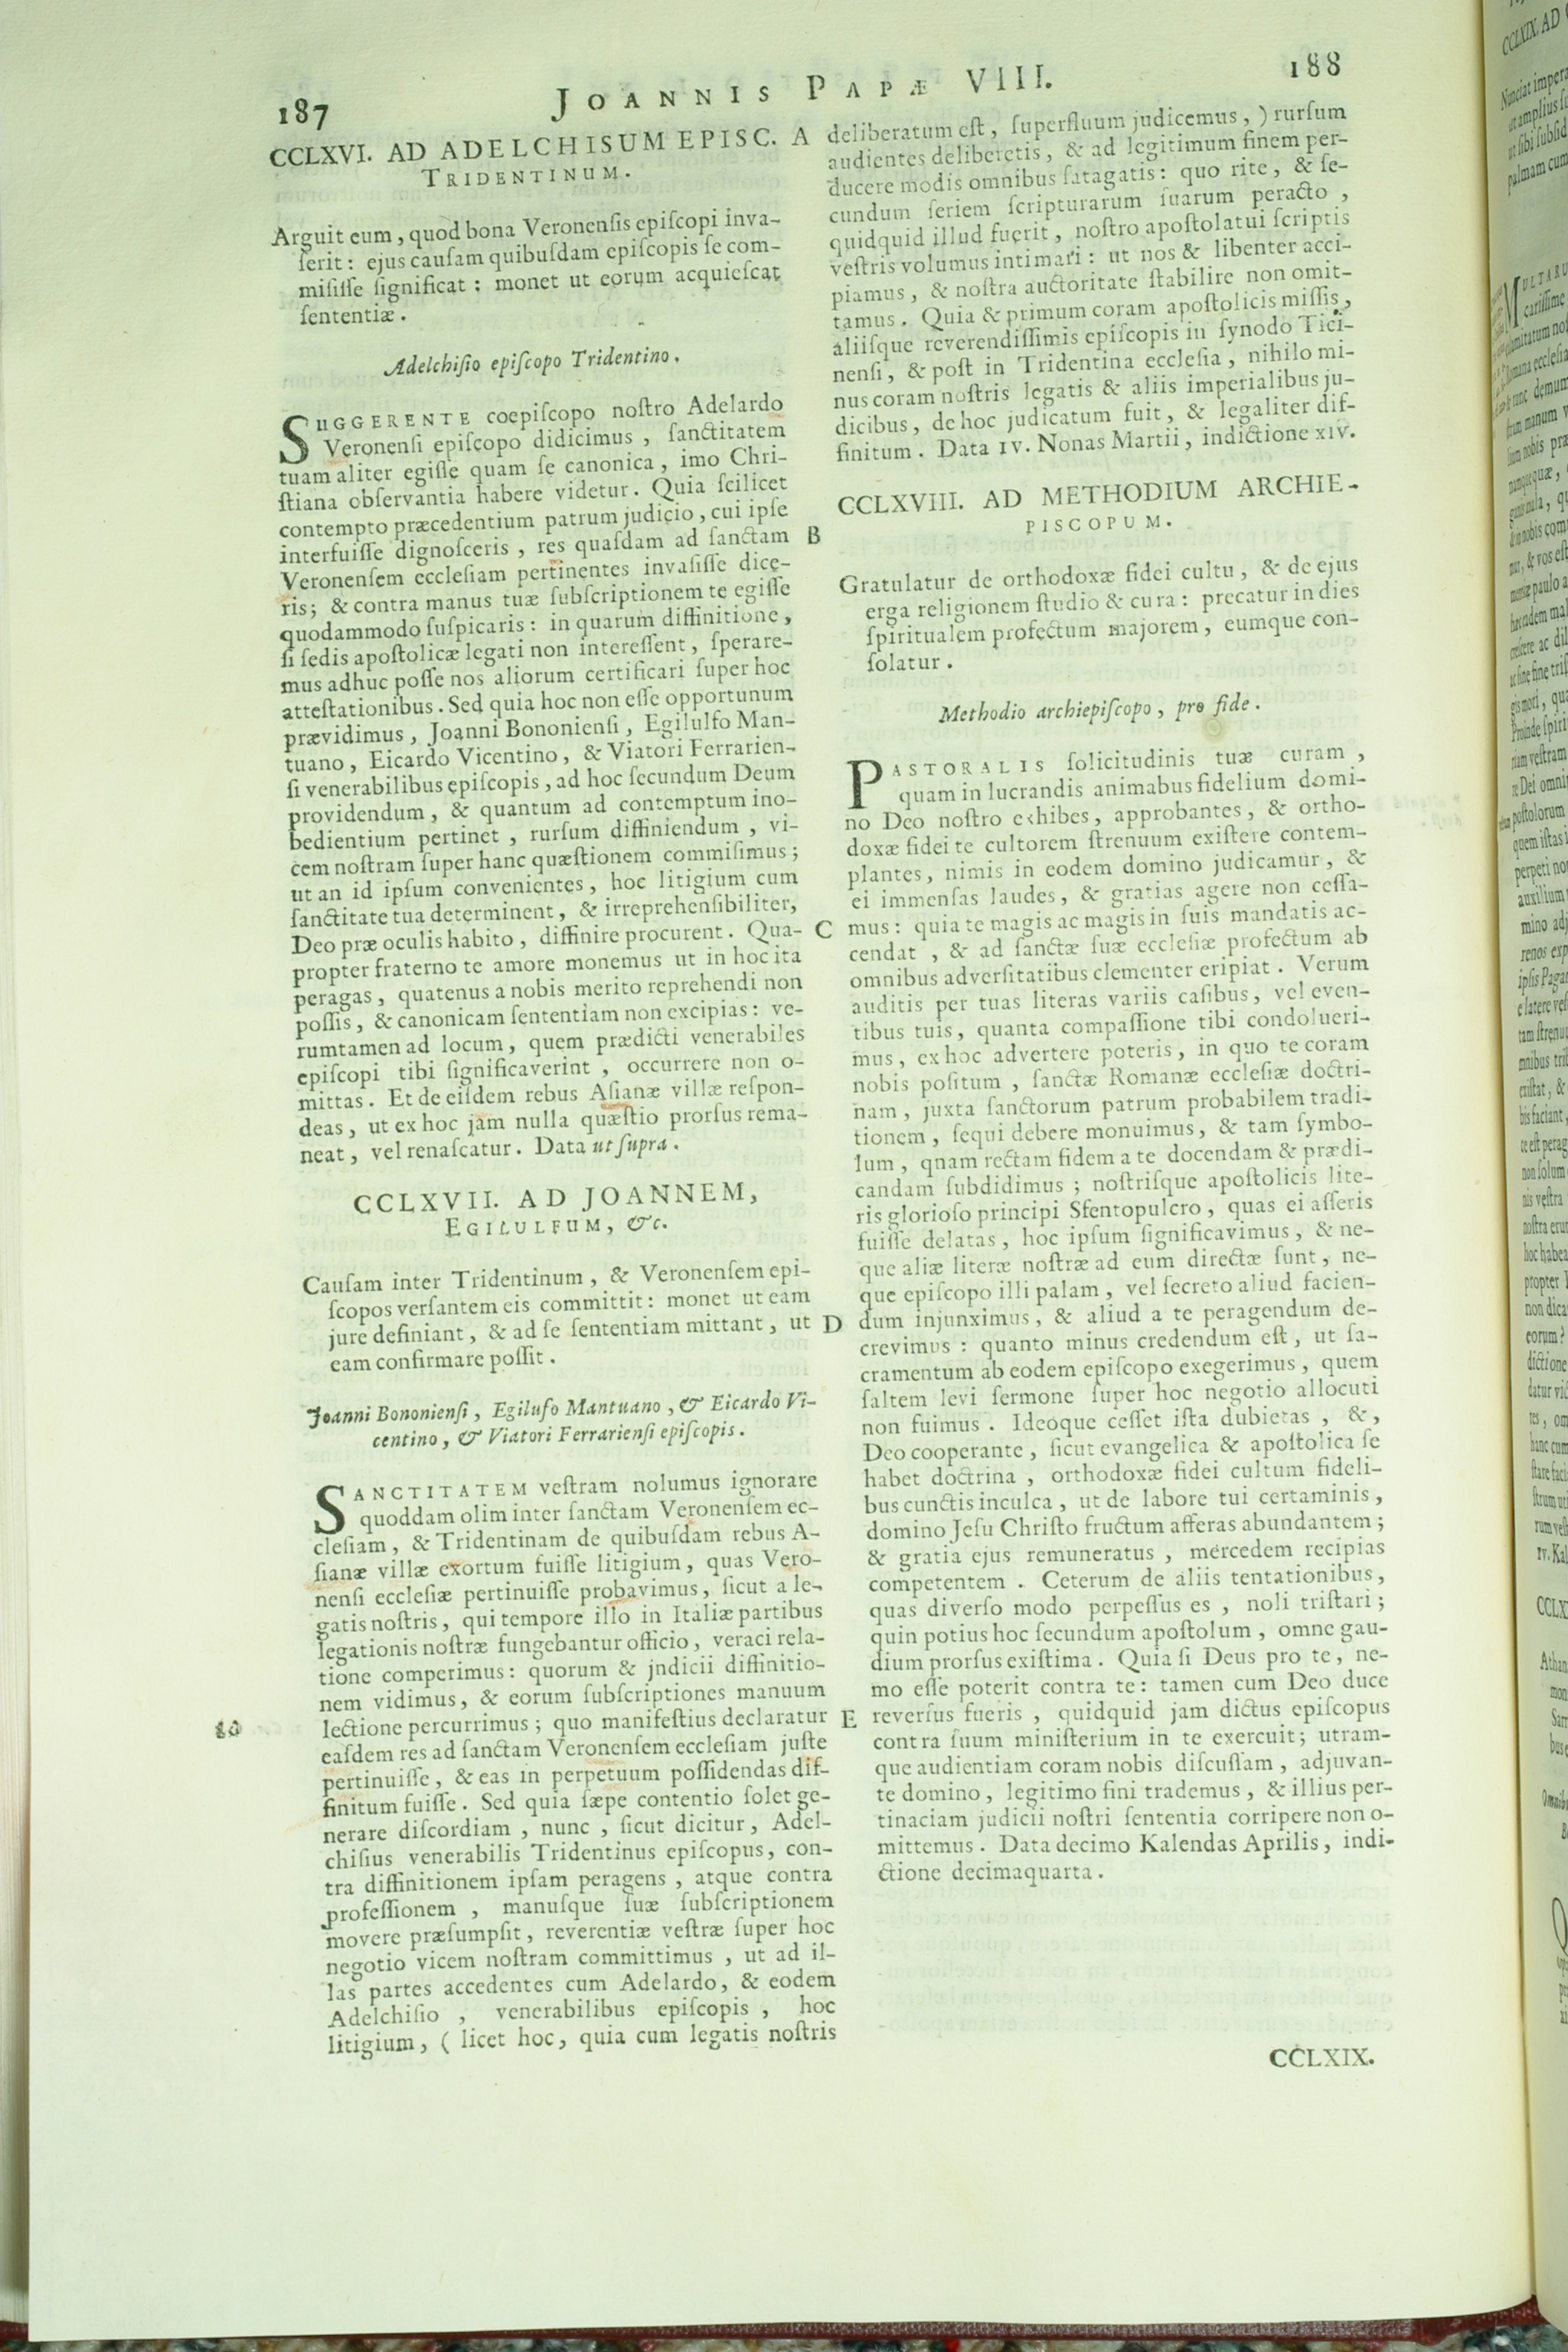 187
JOANNIS PAPÆ VIII.
188
CCLXVI. AD ADELCHISUM EPISC.
TRIDENTINUM.
Arguit eum, quod bona Veronenſis epiſcopi inva-
ſerit: ejus cauſam quibuſdam epiſcopis ſe com-
miſiſſe ſignificat: monet ut eorum acquieſcat
ſententiæ.
Adelchiſio epiſcopo Tridentino.
SUGGERENTE coepiſcopo noſtro Adelardo
Veronenſi epiſcopo didicimus, ſanctitatem
tuam aliter egiſſe quam ſe canonica, imo Chri-
ſtiana obſervantia habere videtur. Quia ſcilicet
contempto præcedentium patrum judicio, cui ipſe
interfuiſſe dignoſceris, res quaſdam ad ſanctam
Veronenſem eccleſiam pertinentes invaſiſſe dice-
ris; & contra manus tuæ ſubſcriptionem te egiſſe
quodammodo ſuſpicaris: in quarum diffinitione,
ſi ſedis apoſtolicæ legati non intereſſent, ſperare-
mus adhuc poſſe nos aliorum certificari ſuper hoc
atteſtationibus. Sed quia hoc non eſſe opportunum
prævidimus, Joanni Bononienſi, Egilulfo Man-
tuano, Eicardo Vicentino, & Viatori Ferrarien-
ſi venerabilibus epiſcopis, ad hoc ſecundum Deum
providendum, & quantum ad contemptum ino-
bedientium pertinet, rurſum diffiniendum, vi-
cem noſtram ſuper hanc quæſtionem commiſimus;
ut an id ipſum convenientes, hoc litigium cum
ſanctitate tua determinent, & irreprehenſibiliter,
Deo præ oculis habito, diffinire procurent. Qua-
propter fraterno te amore monemus ut in hoc ita
peragas, quatenus a nobis merito reprehendi non
poſſis, & canonicam ſententiam non excipias: ve-
rumtamen ad locum, quem prædicti venerabiles
epiſcopi tibi ſignificaverint, occurrere non o-
mittas. Et de eiſdem rebus Aſianæ villæ reſpon-
deas, ut ex hoc jam nulla quæſtio prorſus rema-
neat, vel renaſcatur. Data ut ſupra.
CCLXVII. AD JOANNEM,
EGILULFUM, &c.
Cauſam inter Tridentinum, & Veronenſem epi-
ſcopos verſantem eis committit: monet ut eam
jure definiant, & ad ſe ſententiam mittant, ut
eam confirmare poſſit.
Joanni Bononienſi, Egilufo Mantuano, & Eicardo Vi-
centino, & Viatori Ferrarienſi epiſcopis.
SANCTITATEM veſtram nolumus ignorare
quoddam olim inter ſanctam Veronenſem ec-
cleſiam, & Tridentinam de quibuſdam rebus A-
ſianæ villæ exortum fuiſſe litigium, quas Vero-
nenſi eccleſiæ pertinuiſſe probavimus, ſicut a le-
gatis noſtris, qui tempore illo in Italiæ partibus
legationis noſtræ fungebantur officio, veraci rela-
tione comperimus: quorum & jndicii diffinitio-
nem vidimus, & eorum ſubſcriptiones manuum
lectione percurrimus; quo manifeſtius declaratur
eaſdem res ad ſanctam Veronenſem eccleſiam juſte
pertinuiſſe, & eas in perpetuum poſſidendas dif-
finitum fuiſſe. Sed quia ſæpe contentio ſolet ge-
nerare diſcordiam, nunc, ſicut dicitur, Adel-
chiſius venerabilis Tridentinus epiſcopus, con-
tra diffinitionem ipſam peragens, atque contra
profeſſionem, manuſque ſuæ ſubſcriptionem
movere præſumpſit, reverentiæ veſtræ ſuper hoc
negotio vicem noſtram committimus, ut ad il-
las partes accedentes cum Adelardo, & eodem
Adelchiſio, venerabilibus epiſcopis, hoc
litigium, (licet hoc, quia cum legatis noſtris
A
B
C
D
E
deliberatum eſt, ſuperfluum judicemus,) rurſum
audientes deliberetis, & ad legitimum finem per-
ducere modis omnibus ſatagatis: quo rite, & ſe-
cundum ſeriem ſcripturarum ſuarum peracto,
quidquid illud fuerit, noſtro apoſtolatui ſcriptis
veſtris volumus intimari: ut nos & libenter acci-
piamus, & noſtra auctoritate ſtabilire non omit-
tamus. Quia & primum coram apoſtolicis miſſis,
aliiſque reverendiſſimis epiſcopis in ſynodo Tici-
nenſi, & poſt in Tridentina eccleſia, nihilo mi-
nus coram noſtris legatis & aliis imperialibus ju-
dicibus, de hoc judicatum fuit, & legaliter dif-
finitum. Data IV. Nonas Martii, indictione XIV.
CCLXVIII. AD METHODIUM ARCHIE-
PISCOPUM.
Gratulatur de orthodoxæ fidei cultu, & de ejus
erga religionem ſtudio & cura: precatur in dies
ſpiritualem profectum majorem, eumque con-
ſolatur.
Methodio archiepiſcopo, pro fide.
PASTORALIS ſolicitudinis tuæ curam,
quam in lucrandis animabus fidelium domi-
no Deo noſtro exhibes, approbantes, & ortho-
doxæ fidei te cultorem ſtrenuum exiſtere contem-
plantes, nimis in eodem domino judicamur, &
ei immenſas laudes, & gratias agere non ceſſa-
mus: quia te magis ac magis in ſuis mandatis ac-
cendat, & ad ſanctæ ſuæ eccleſiæ profectum ab
omnibus adverſitatibus clementer eripiat. Verum
auditis per tuas literas variis caſibus, vel even-
tibus tuis, quanta compaſſione tibi condolueri-
mus, ex hoc advertere poteris, in quo te coram
nobis poſitum, ſanctæ Romanæ eccleſiæ doctri-
nam, juxta ſanctorum patrum probabilem tradi-
tionem, ſequi debere monuimus, & tam ſymbo-
lum, qnam rectam fidem a te docendam & prædi-
candam ſubdidimus; noſtriſque apoſtolicis lite-
ris glorioſo principi Sfentopulcro, quas ei aſſeris
fuiſſe delatas, hoc ipſum ſignificavimus, & ne-
que aliæ literæ noſtræ ad eum directæ ſunt, ne-
que epiſcopo illi palam, vel ſecreto aliud facien-
dum injunximus, & aliud a te peragendum de-
crevimus: quanto minus credendum eſt, ut ſa-
cramentum ab eodem epiſcopo exegerimus, quem
ſaltem levi ſermone ſuper hoc negotio allocuti
non fuimus. Ideoque ceſſet iſta dubietas, &,
Deo cooperante, ſicut evangelica & apoſtolica ſe
habet doctrina, orthodoxæ fidei cultum fideli-
bus cunctis inculca, ut de labore tui certaminis,
domino Jeſu Chriſto fructum afferas abundantem;
& gratia ejus remuneratus, mercedem recipias
competentem. Ceterum de aliis tentationibus,
quas diverſo modo perpeſſus es, noli triſtari;
quin potius hoc ſecundum apoſtolum, omne gau-
dium prorſus exiſtima. Quia ſi Deus pro te, ne-
mo eſſe poterit contra te: tamen cum Deo duce
reverſus fueris, quidquid jam dictus epiſcopus
contra ſuum miniſterium in te exercuit; utram-
que audientiam coram nobis diſcuſſam, adjuvan-
te domino, legitimo fini trademus, & illius per-
tinaciam judicii noſtri ſententia corripere non o-
mittemus. Data decimo Kalendas Aprilis, indi-
ctione decimaquarta.
CCLXIX.